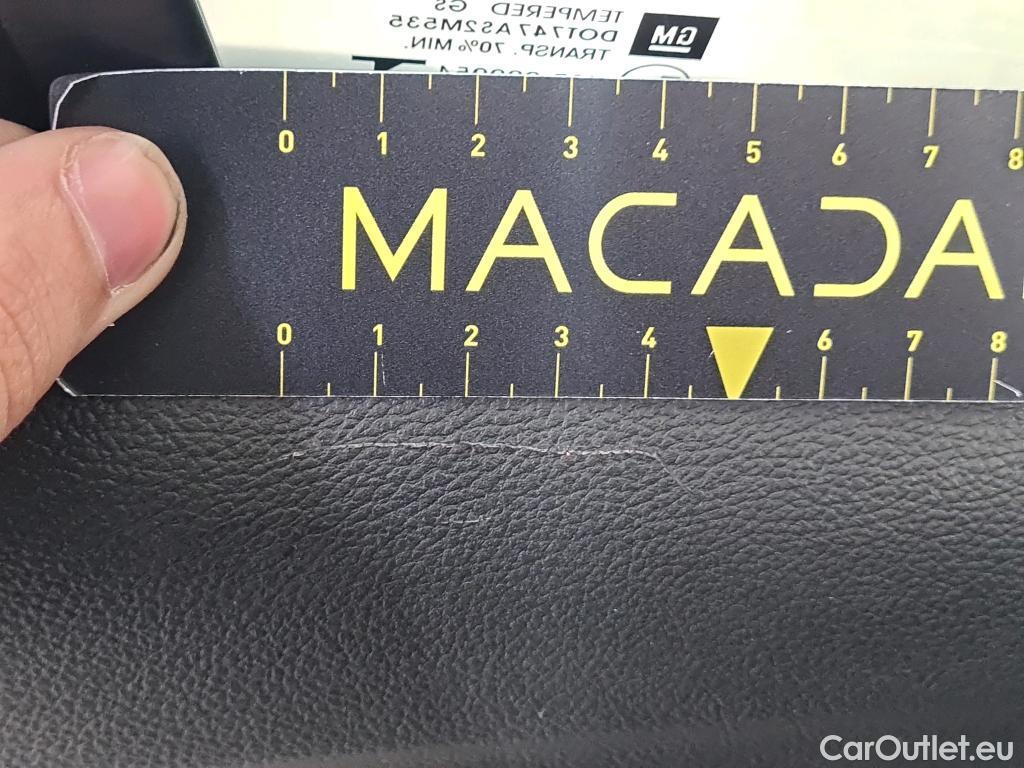 TEMPERED GS
DOT747 AS2M535
TRANSP. 70% MIN.
GM
0 1 2 3 4 5 6 7 8
MACADA
0 1 2 3 4 6 7 8
CarOutlet.eu